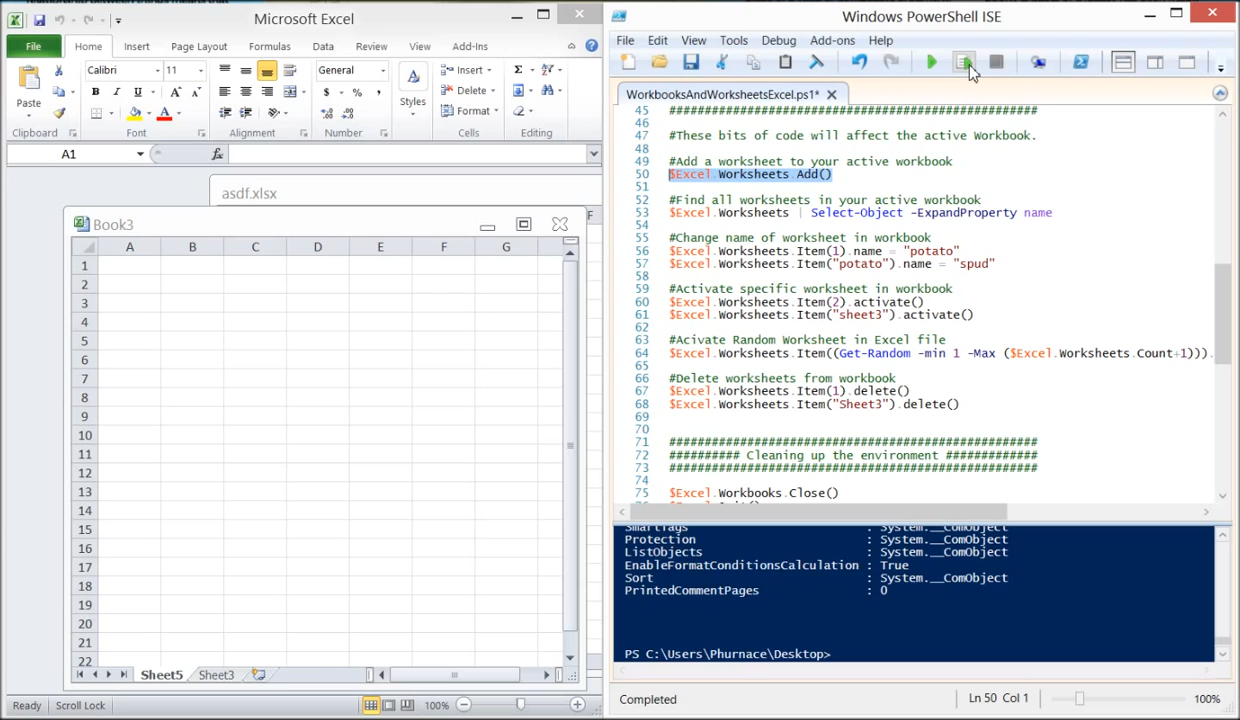 Microsoft Excel
File Home Insert Page Layout Formulas Data Review View Add-Ins
Calibri 11 General Insert Delete Format
Paste Styles
Clipboard Font Alignment Number Cells Editing
A1 fx
asdf.xlsx
F
Book3
A B C D E F G
1
2
3
4
5
6
7
8
9
10
11
12
13
14
15
16
17
18
19
20
21
22
Sheet5 Sheet3
Ready Scroll Lock 100%
Windows PowerShell ISE
File Edit View Tools Debug Add-ons Help
WorkbooksAndWorksheetsExcel.ps1*
45 ####################################################
46
47 #These bits of code will affect the active Workbook.
48
49 #Add a worksheet to your active workbook
50 $Excel.Worksheets.Add()
51
52 #Find all worksheets in your active workbook
53 $Excel.Worksheets | Select-Object -ExpandProperty name
54
55 #Change name of worksheet in workbook
56 $Excel.Worksheets.Item(1).name = "potato"
57 $Excel.Worksheets.Item("potato").name = "spud"
58
59 #Activate specific worksheet in workbook
60 $Excel.Worksheets.Item(2).activate()
61 $Excel.Worksheets.Item("sheet3").activate()
62
63 #Acivate Random Worksheet in Excel file
64 $Excel.Worksheets.Item((Get-Random -min 1 -Max ($Excel.Worksheets.Count+1))).
65
66 #Delete worksheets from workbook
67 $Excel.Worksheets.Item(1).delete()
68 $Excel.Worksheets.Item("Sheet3").delete()
69
70
71 ####################################################
72 ########## Cleaning up the environment #############
73 ####################################################
74
75 $Excel.Workbooks.Close()
SmartTags : System.__ComObject
Protection : System.__ComObject
ListObjects : System.__ComObject
EnableFormatConditionsCalculation : True
Sort : System.__ComObject
PrintedCommentPages : 0
PS C:\Users\Phurnace\Desktop>
Completed Ln 50 Col 1 100%